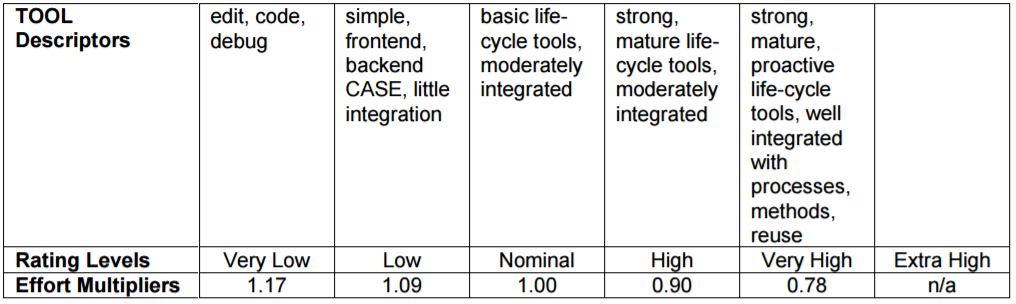 TOOL
Descriptors
edit, code,
debug
simple,
frontend,
backend
CASE, little
integration
basic life-
cycle tools,
moderately
integrated
strong,
mature life-
cycle tools,
moderately
integrated
strong,
mature,
proactive
life-cycle
tools, well
integrated
with
processes,
methods,
reuse
Rating Levels Very Low Low Nominal High Very High Extra High
Effort Multipliers 1.17 1.09 1.00 0.90 0.78 n/a